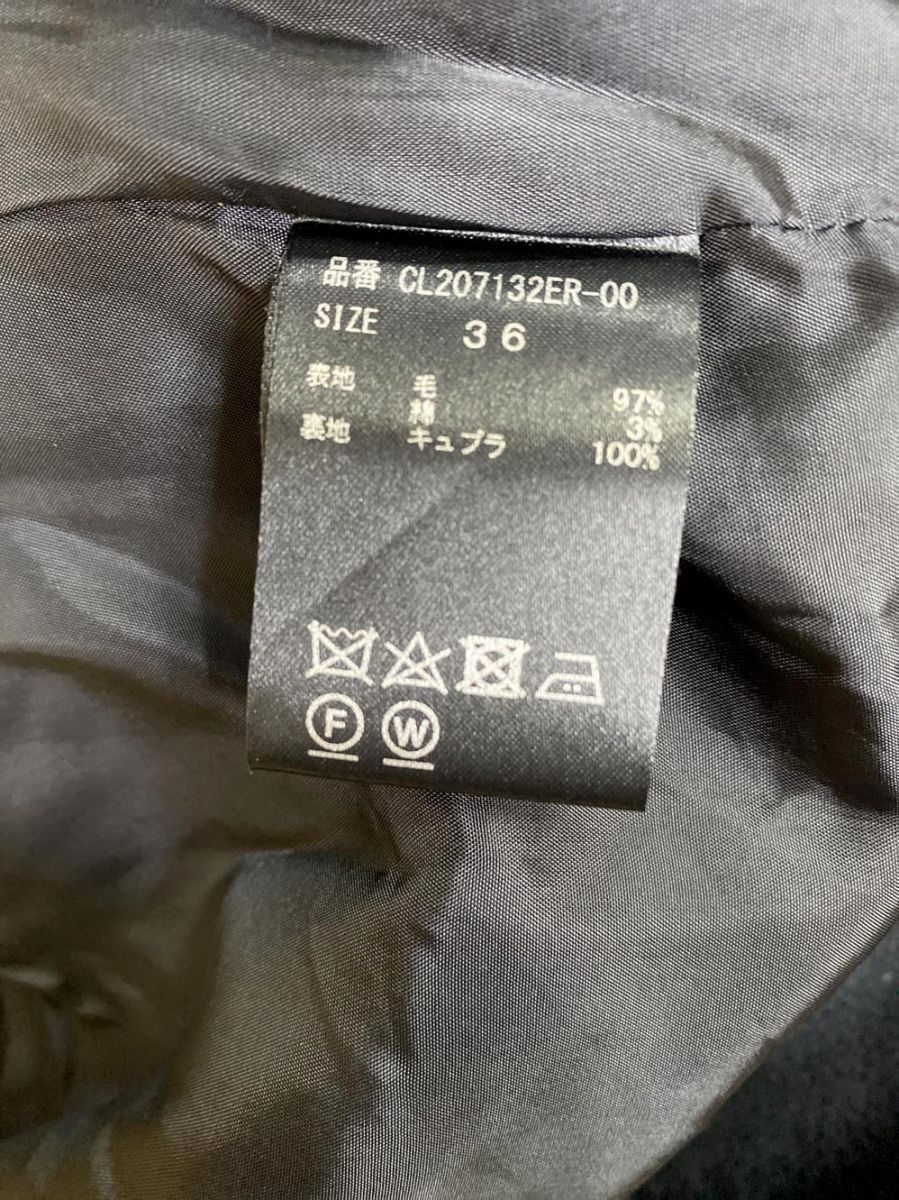 品番 CL207132ER-00
SIZE 36
表地 毛 97%
綿 3%
裏地 キュプラ 100%
F W